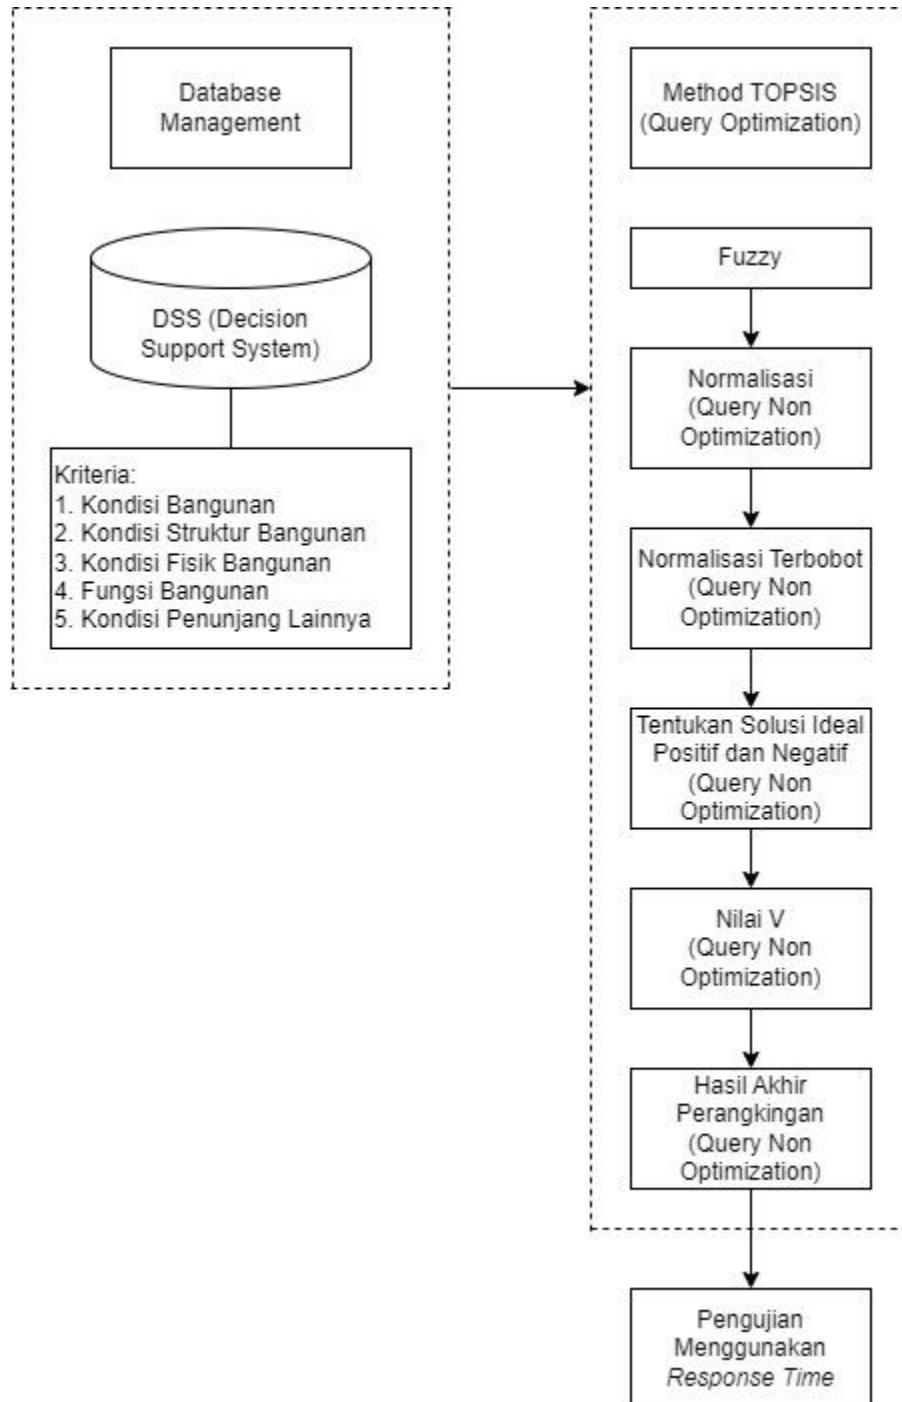 Database
Management
DSS (Decision
Support System)
Kriteria:
1. Kondisi Bangunan
2. Kondisi Struktur Bangunan
3. Kondisi Fisik Bangunan
4. Fungsi Bangunan
5. Kondisi Penunjang Lainnya
Method TOPSIS
(Query Optimization)
Fuzzy
Normalisasi
(Query Non
Optimization)
Normalisasi Terbobot
(Query Non
Optimization)
Tentukan Solusi Ideal
Positif dan Negatif
(Query Non
Optimization)
Nilai V
(Query Non
Optimization)
Hasil Akhir
Perangkingan
(Query Non
Optimization)
Pengujian
Menggunakan
Response Time